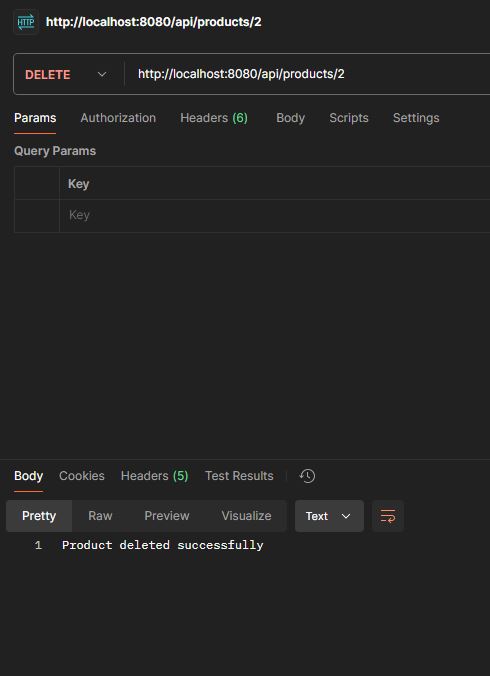 HTTP http://localhost:8080/api/products/2
DELETE http://localhost:8080/api/products/2
Params Authorization Headers (6) Body Scripts Settings
Query Params
Key
Key
Body Cookies Headers (5) Test Results
Pretty Raw Preview Visualize Text
1 Product deleted successfully